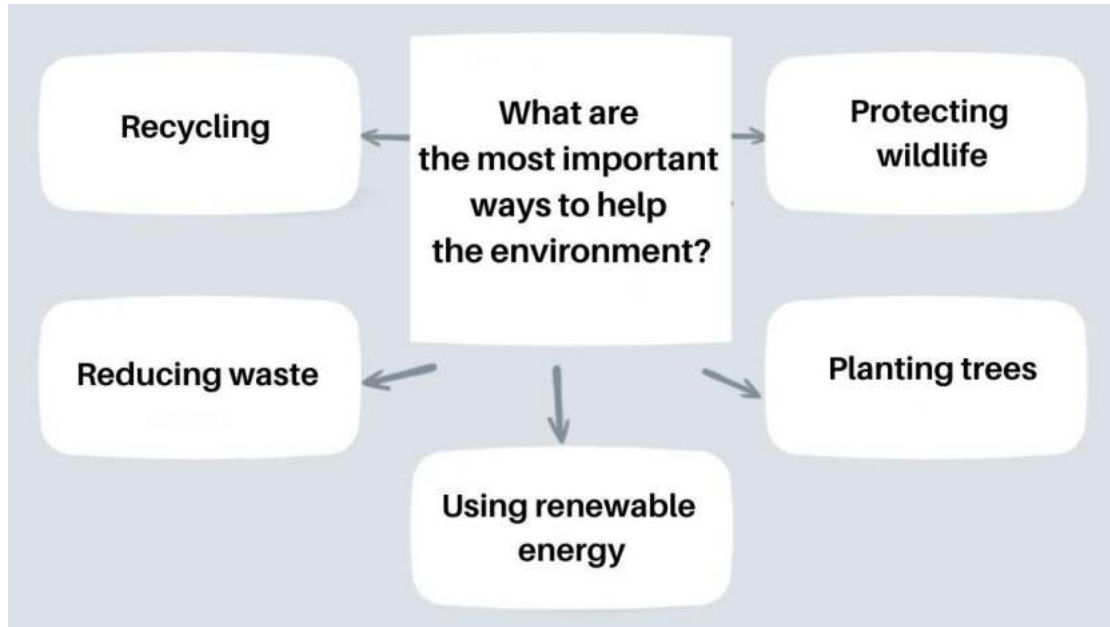 Recycling
What are
the most important
ways to help
the environment?
Protecting
wildlife
Reducing waste
Planting trees
Using renewable
energy